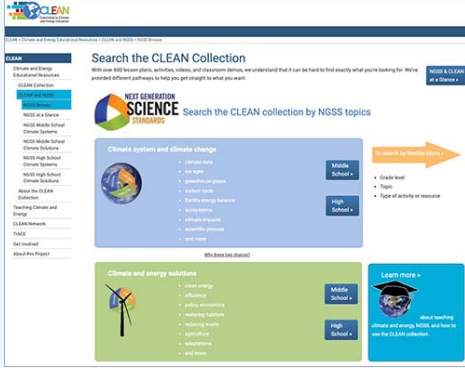 CLEAN
CLEAN > Climate and Energy Educational Resources > CLEAN and NGSS > NGSS Browse
CLEAN
Climate and Energy
Educational Resources
CLEAN Collection
CLEAN and NGSS
NGSS Browse
NGSS at a Glance
NGSS Middle School
Climate Systems
NGSS Middle School
Climate Solutions
NGSS High School
Climate Systems
NGSS High School
Climate Solutions
About the CLEAN
Collection
Teaching Climate and
Energy
CLEAN Network
TrACE
Get Involved
About this Project
Search the CLEAN Collection
With over 600 lesson plans, activities, videos, and classroom demos, we understand that it can be hard to find exactly what you're looking for. We've
provided different pathways to help you get straight to what you want.
NGSS & CLEAN
at a Glance »
NEXT GENERATION
SCIENCE
STANDARDS
Search the CLEAN collection by NGSS topics
Climate system and climate change
• climate data
• ice ages
• greenhouse gases
• carbon cycle
• Earth's energy balance
• ecosystems
• climate impacts
• scientific process
• and more
Middle
School »
High
School »
Or search by flexible filters »
• Grade level
• Topic
• Type of activity or resource
Why these two choices?
Climate and energy solutions
• clean energy
• efficiency
• policy, economics
• restoring habitats
• reducing waste
• agriculture
• adaptations
• and more
Middle
School »
High
School »
Learn more »
about teaching
climate and energy, NGSS, and how to
use the CLEAN collection.